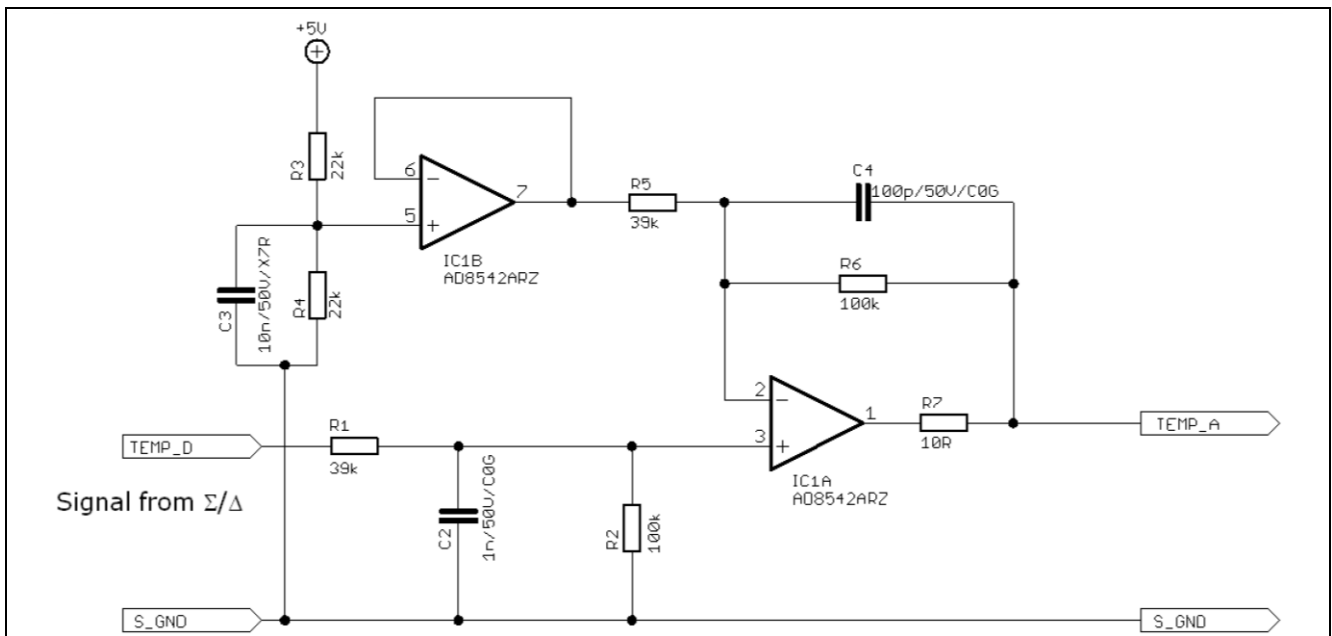 +5V
R3
22k
6
5
7
IC1B
AD8542ARZ
R5
39k
C4
100p/50V/C0G
R6
100k
C3
10n/50V/X7R
R4
22k
2
3
1
IC1A
AD8542ARZ
R7
10R
TEMP_A
TEMP_D
R1
39k
Signal from Σ/Δ
C2
1n/50V/C0G
R2
100k
S_GND
S_GND